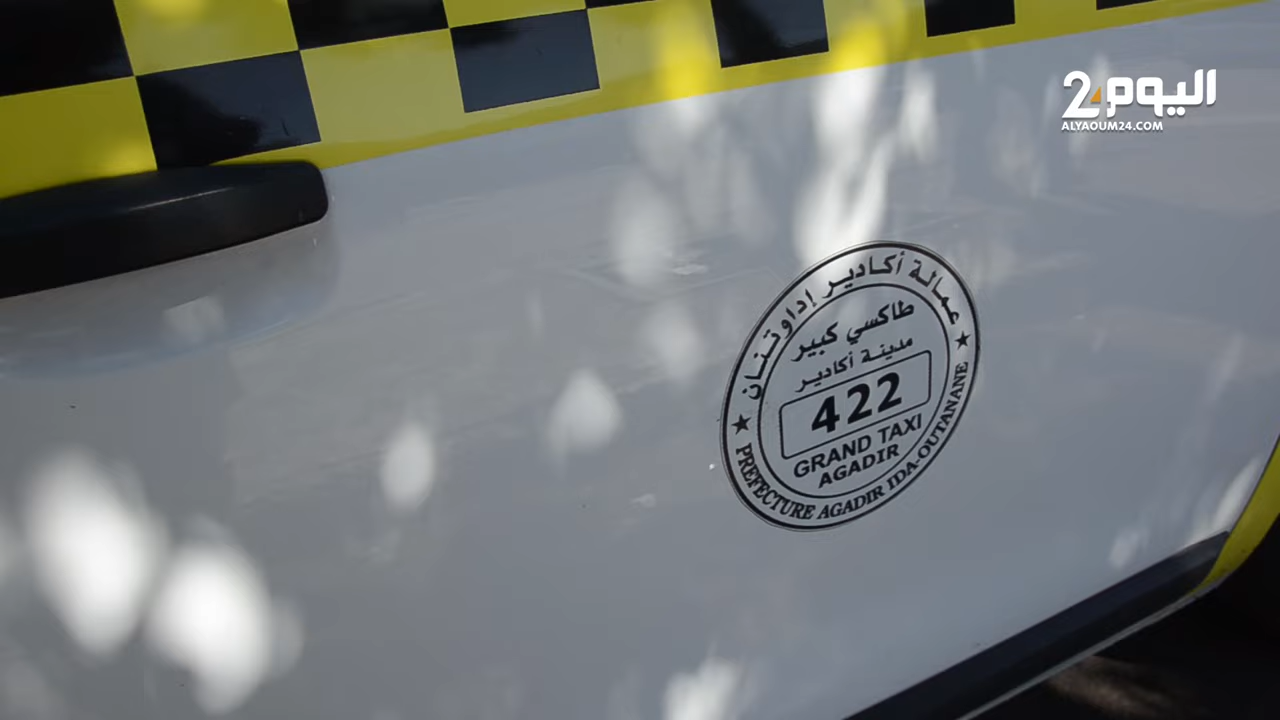 اليوم 24
ALYAOUM24.COM
عمالة أكادير إداوتنان
طاكسي كبير
مدينة أكادير
422
GRAND TAXI
AGADIR
PREFECTURE AGADIR IDA-OUTANANE